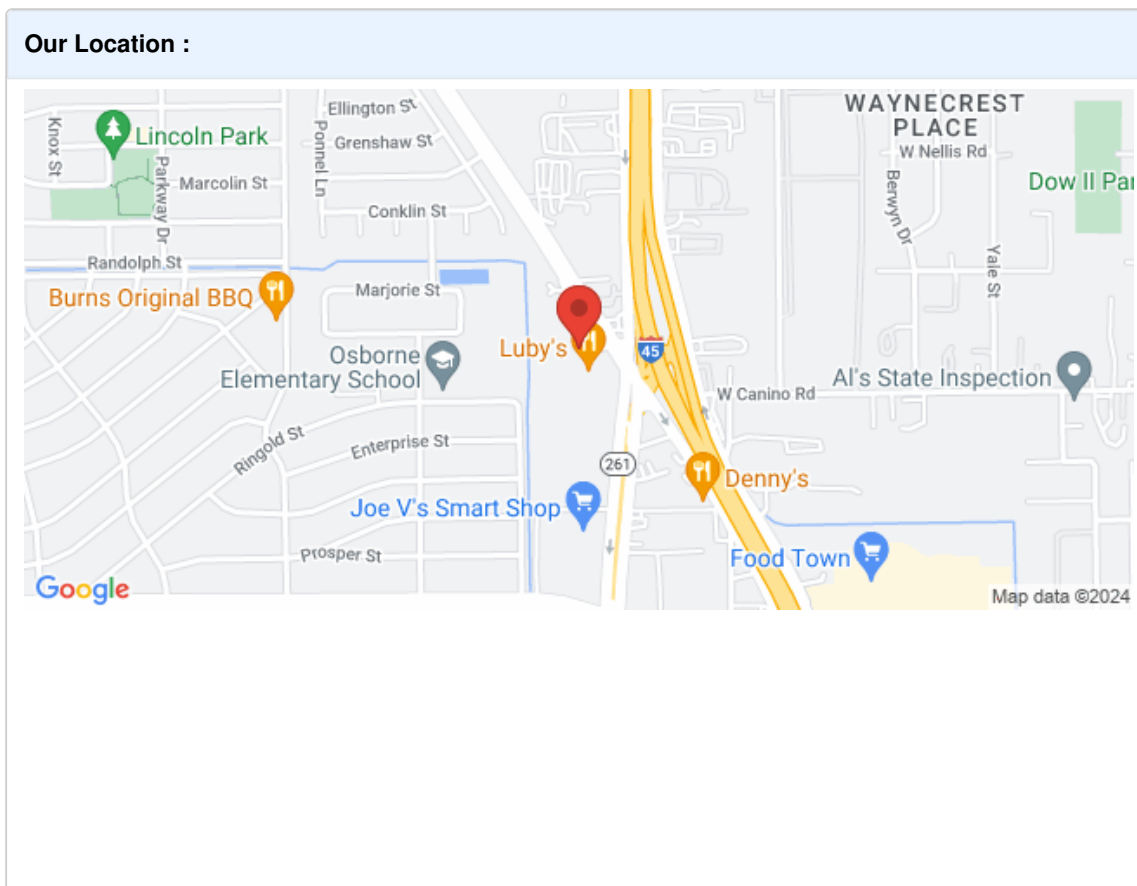 Our Location :
Ellington St
WAYNECREST
PLACE
Knox St
Lincoln Park
Ponnel Ln
Grenshaw St
W Nellis Rd
Parkway Dr
Marcolin St
Berwyn Dr
Dow II Par
Conklin St
Randolph St
Yale St
Burns Original BBQ
Marjorie St
Luby's
45
Osborne
Elementary School
Al's State Inspection
W Canino Rd
Ringold St
Enterprise St
261
Denny's
Joe V's Smart Shop
Prosper St
Food Town
Google
Map data ©2024